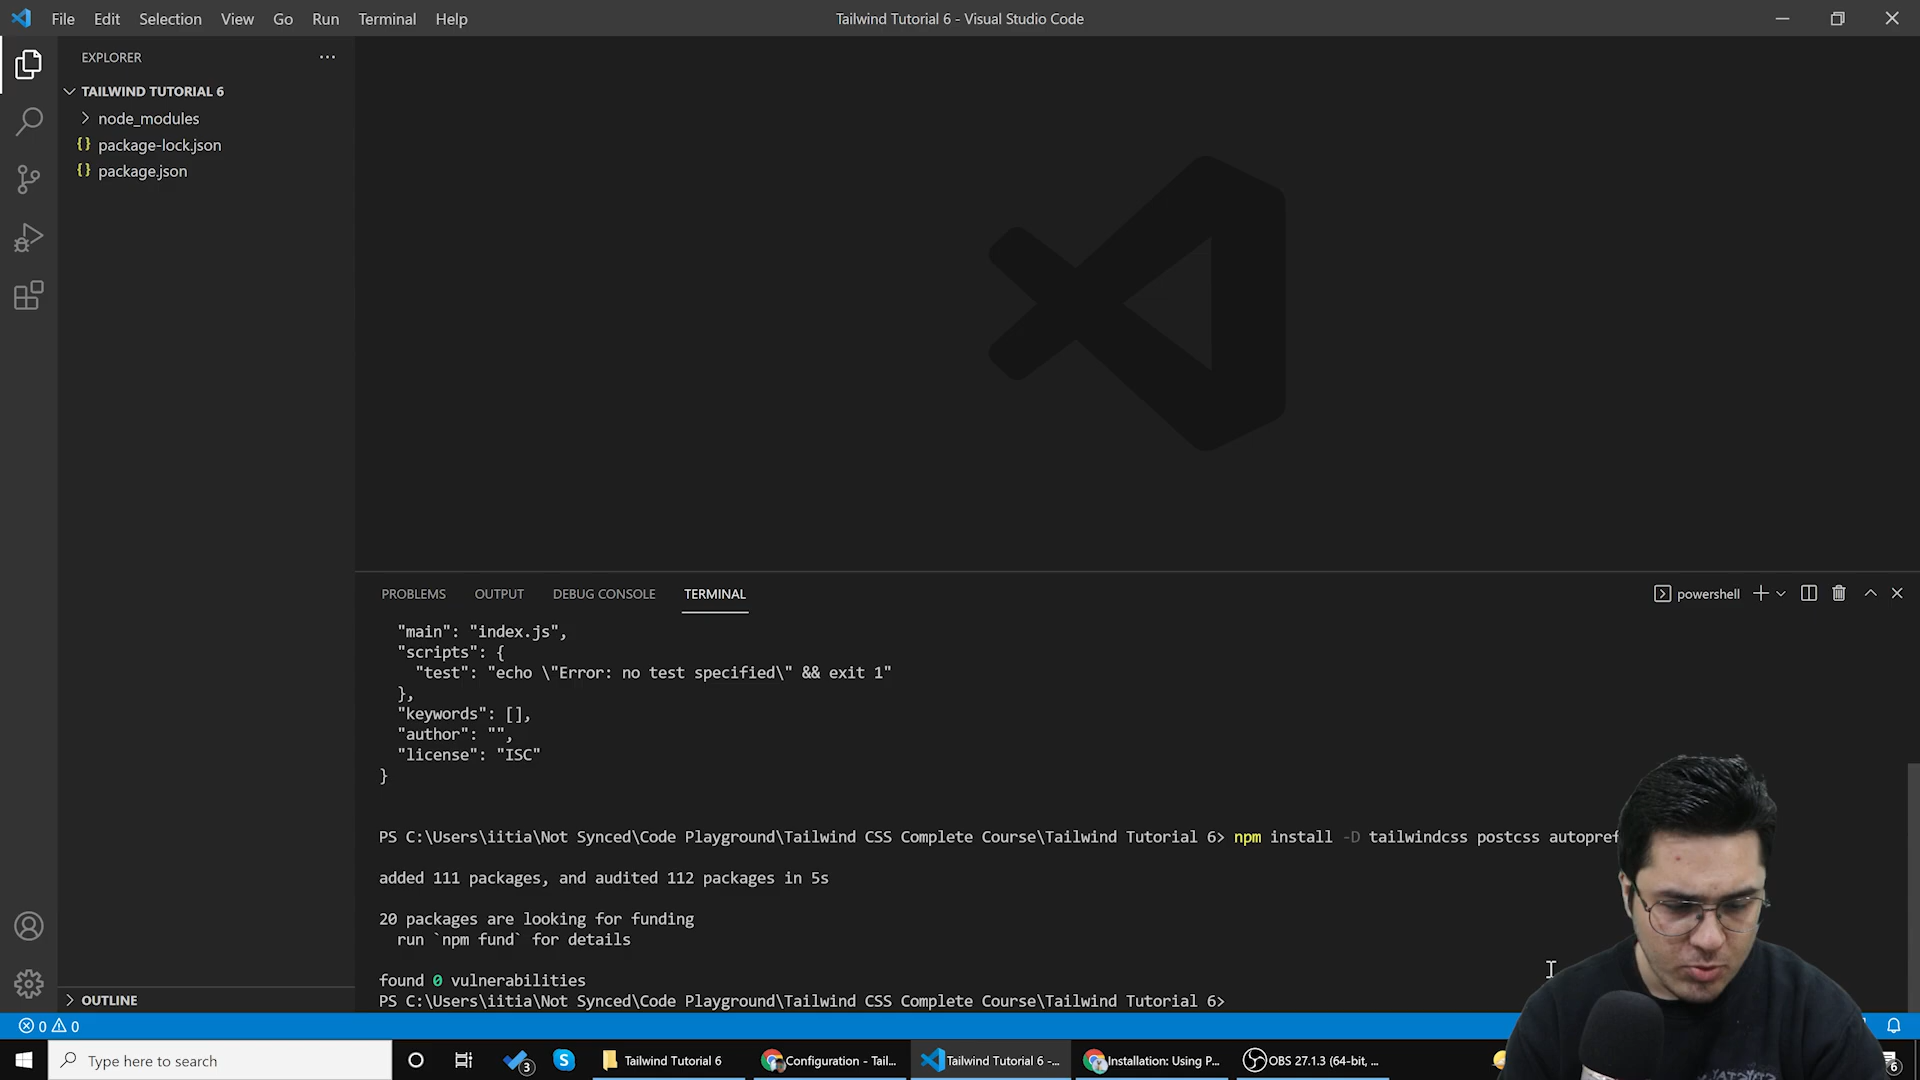 File Edit Selection View Go Run Terminal Help
Tailwind Tutorial 6 - Visual Studio Code
EXPLORER
TAILWIND TUTORIAL 6
node_modules
package-lock.json
package.json
OUTLINE
PROBLEMS OUTPUT DEBUG CONSOLE TERMINAL
powershell
"main": "index.js",
"scripts": {
"test": "echo \"Error: no test specified\" && exit 1"
},
"keywords": [],
"author": "",
"license": "ISC"
}
PS C:\Users\iitia\Not Synced\Code Playground\Tailwind CSS Complete Course\Tailwind Tutorial 6> npm install -D tailwindcss postcss autopref
added 111 packages, and audited 112 packages in 5s
20 packages are looking for funding
run `npm fund` for details
found 0 vulnerabilities
PS C:\Users\iitia\Not Synced\Code Playground\Tailwind CSS Complete Course\Tailwind Tutorial 6>
0 0
Type here to search
3
Tailwind Tutorial 6
Configuration - Tail...
Tailwind Tutorial 6 -...
Installation: Using P...
OBS 27.1.3 (64-bit, ...
6